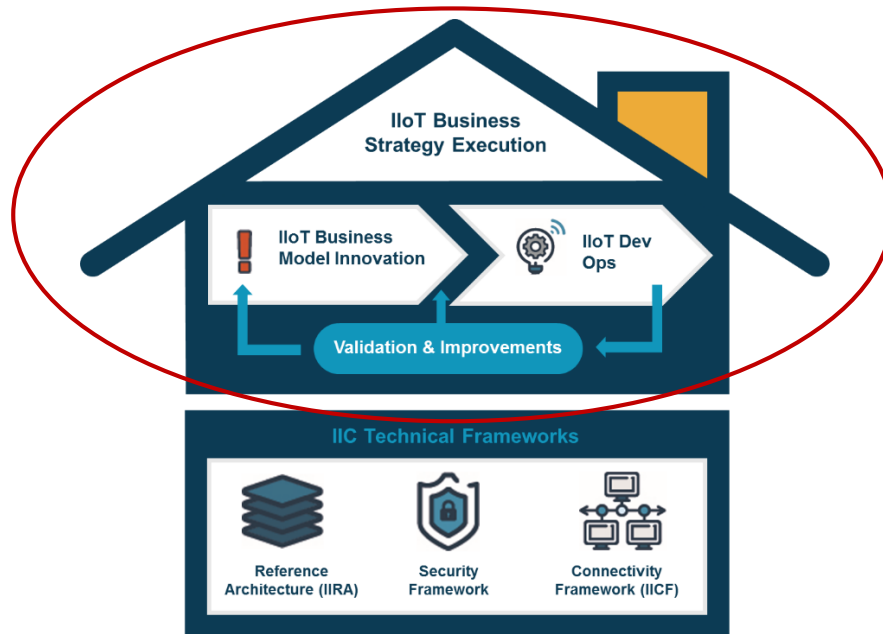 IIoT Business
Strategy Execution
IIoT Business
Model Innovation
IIoT Dev
Ops
Validation & Improvements
IIC Technical Frameworks
Reference
Architecture (IIRA)
Security
Framework
Connectivity
Framework (IICF)